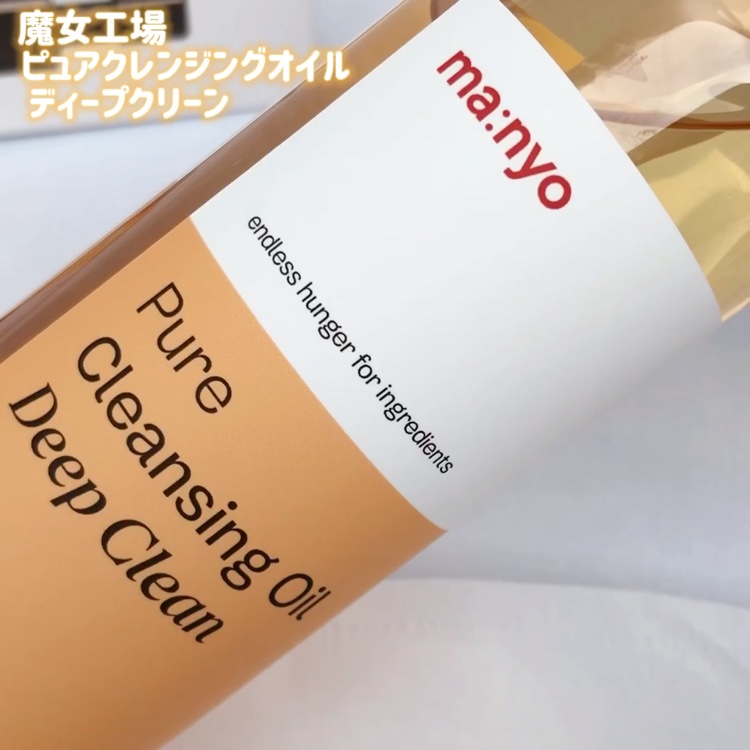 魔女工場
ピュアクレンジングオイル
ディープクリーン
ma:nyo
endless hunger for ingredients
Pure
Cleansing Oil
Deep Clean